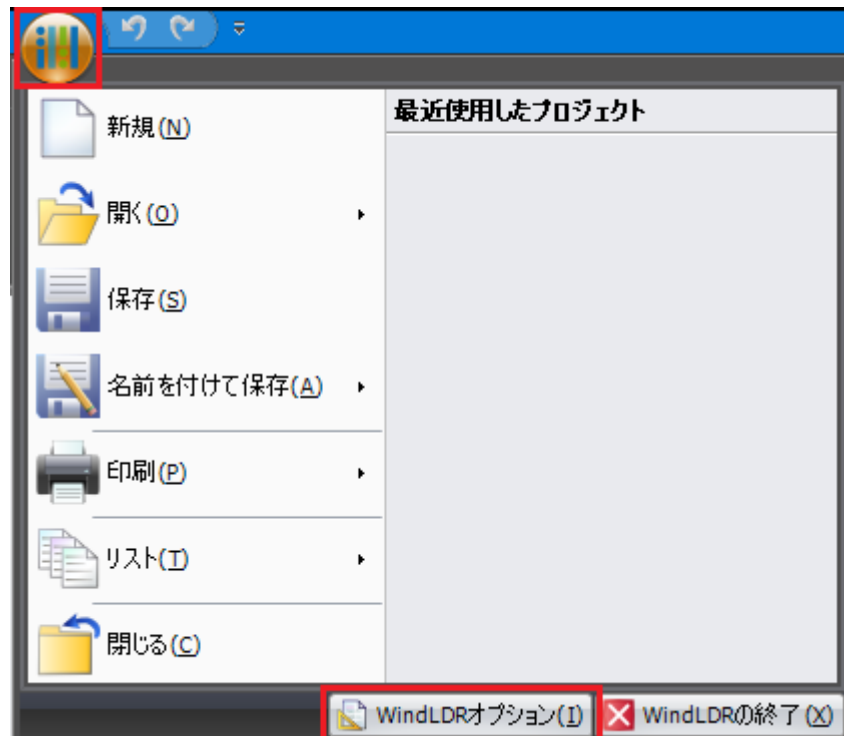 新規(N)
最近使用したプロジェクト
開く(O)
保存(S)
名前を付けて保存(A)
印刷(P)
リスト(T)
閉じる(C)
WindLDRオプション(I)
WindLDRの終了(X)